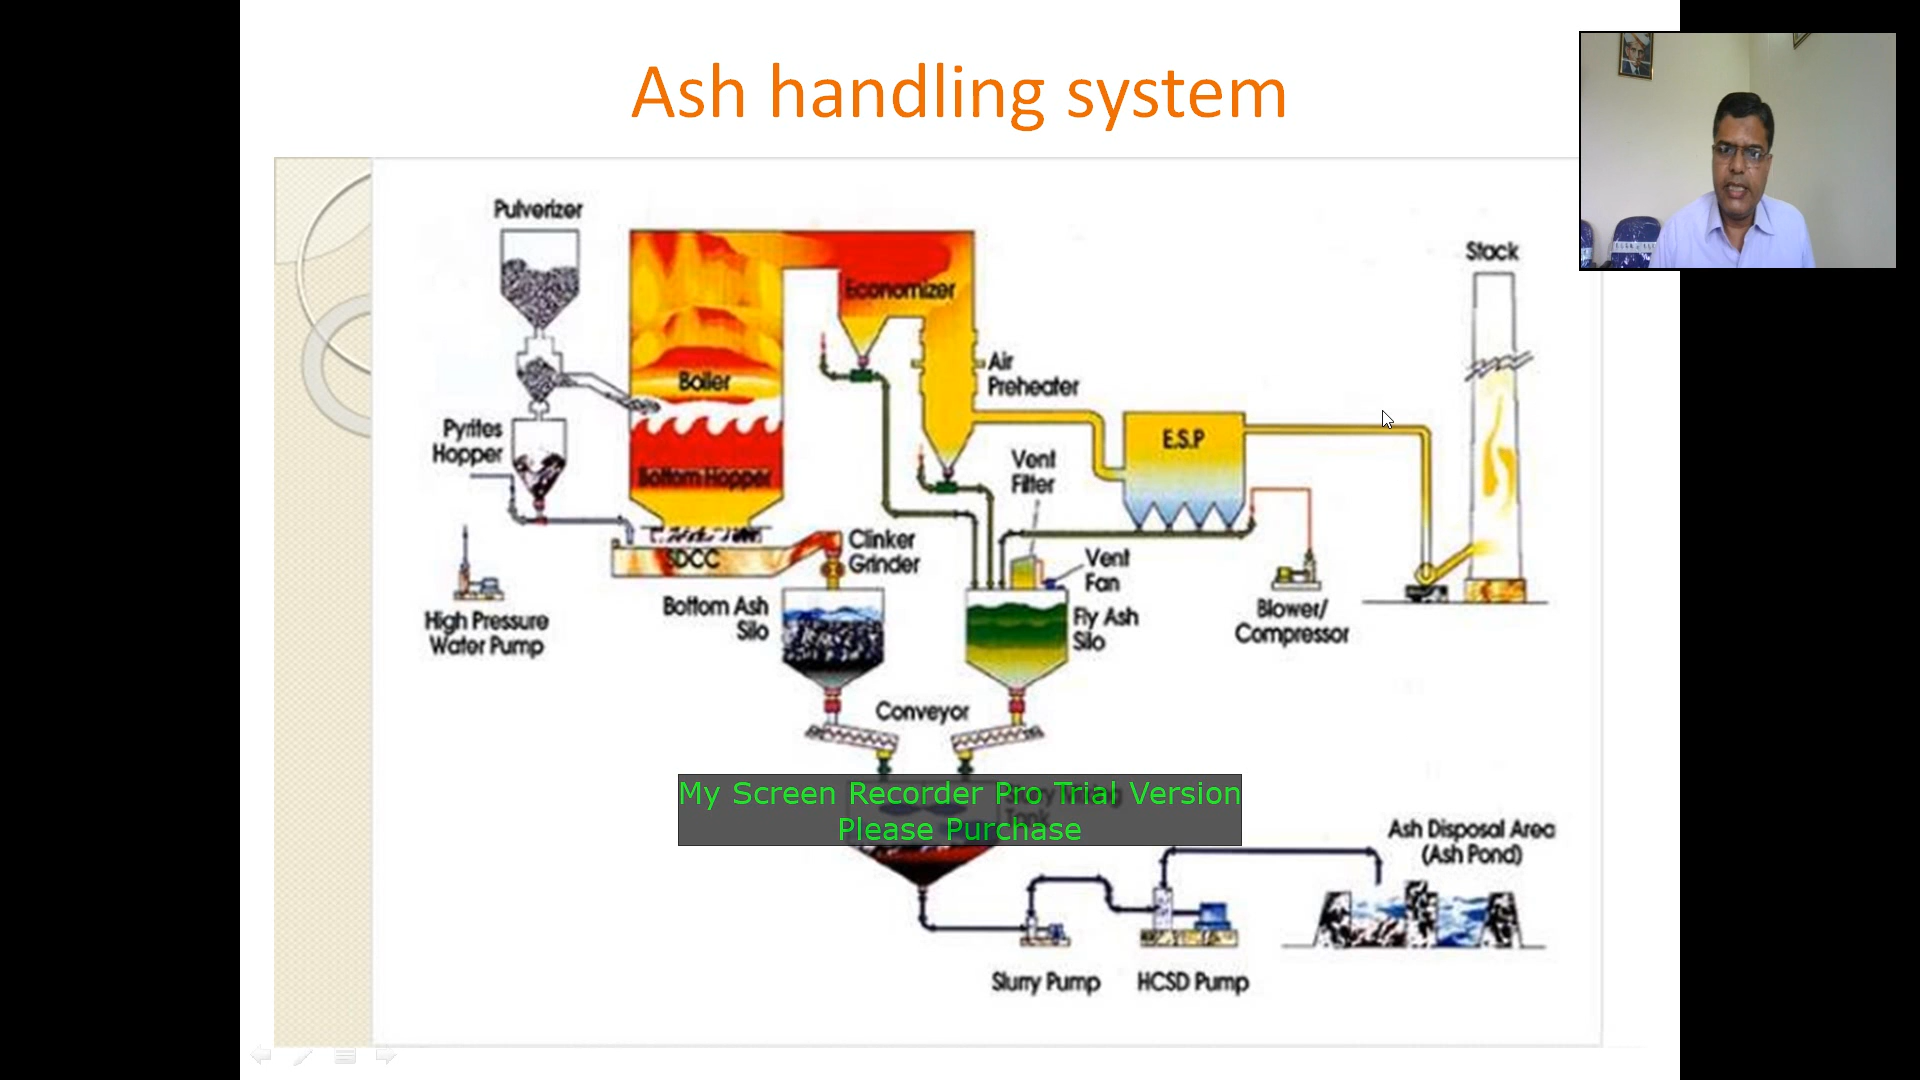 Ash handling system
Pulverizer
Stack
Economizer
Air
Preheater
Boiler
Pyrites
Hopper
E.S.P
Vent
Filter
Bottom Hopper
Clinker
Grinder
SDCC
Vent
Fan
Bottom Ash
Silo
Fly Ash
Silo
High Pressure
Water Pump
Blower/
Compressor
Conveyor
My Screen Recorder Pro Trial Version
Please Purchase
Tank
Ash Disposal Area
(Ash Pond)
Slurry Pump
HCSD Pump